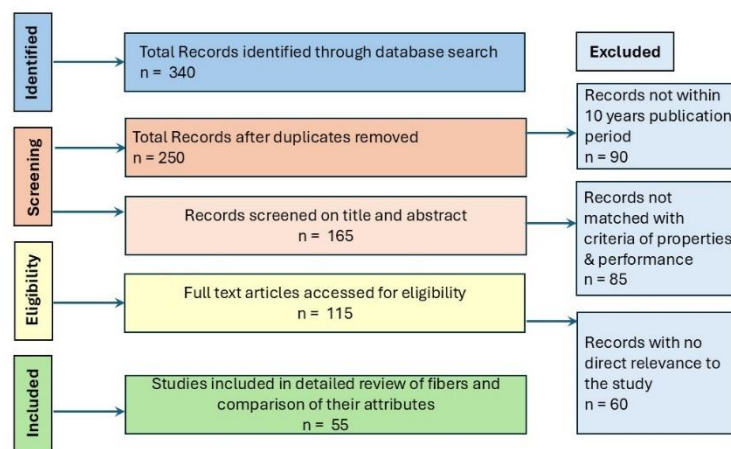 Identified
Total Records identified through database search
n = 340
Excluded
Screening
Total Records after duplicates removed
n = 250
Records not within
10 years publication
period
n = 90
Records screened on title and abstract
n = 165
Records not
matched with
criteria of properties
& performance
n = 85
Eligibility
Full text articles accessed for eligibility
n = 115
Records with no
direct relevance to
the study
n = 60
Included
Studies included in detailed review of fibers and
comparison of their attributes
n = 55